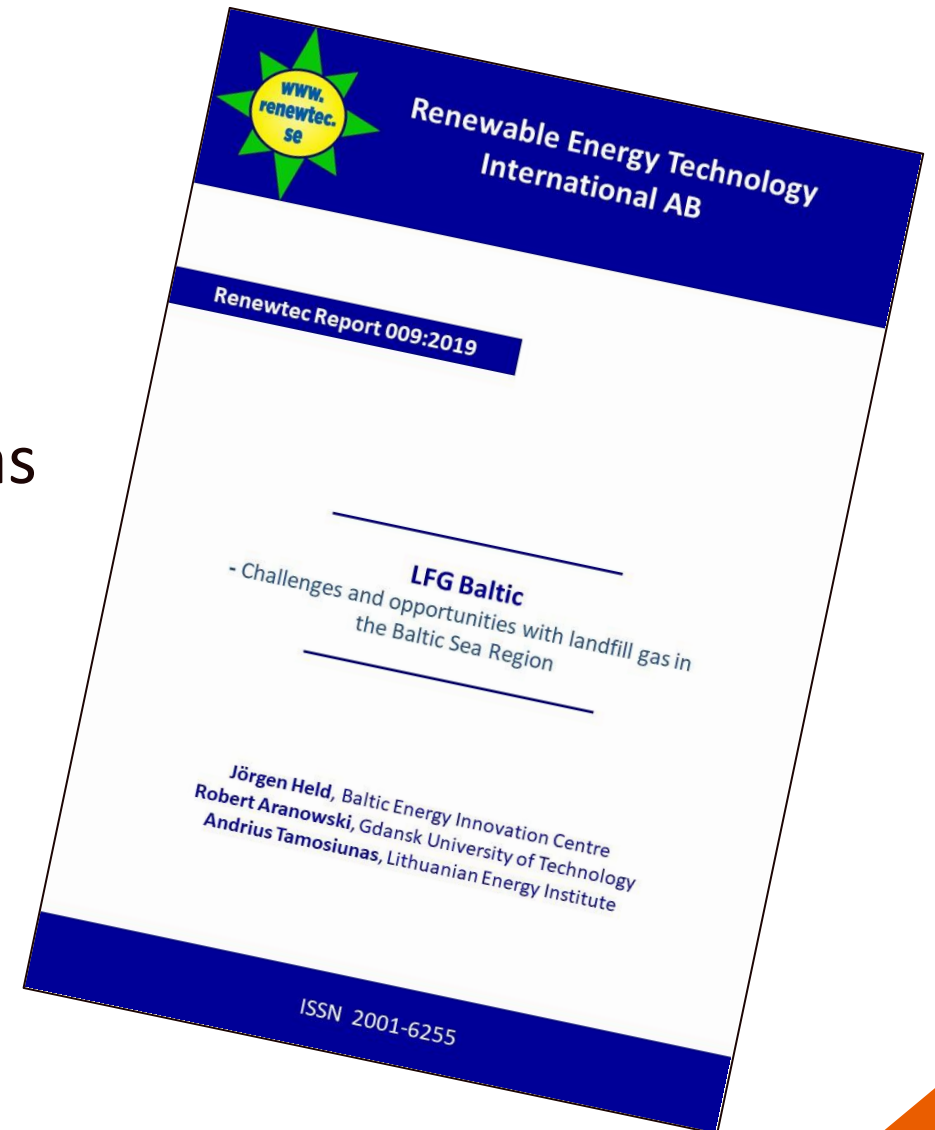 www.
renewtec.
se
Renewable Energy Technology
International AB
Renewtec Report 009:2019
LFG Baltic
- Challenges and opportunities with landfill gas in
the Baltic Sea Region
Jörgen Held, Baltic Energy Innovation Centre
Robert Aranowski, Gdansk University of Technology
Andrius Tamosiunas, Lithuanian Energy Institute
ISSN 2001-6255